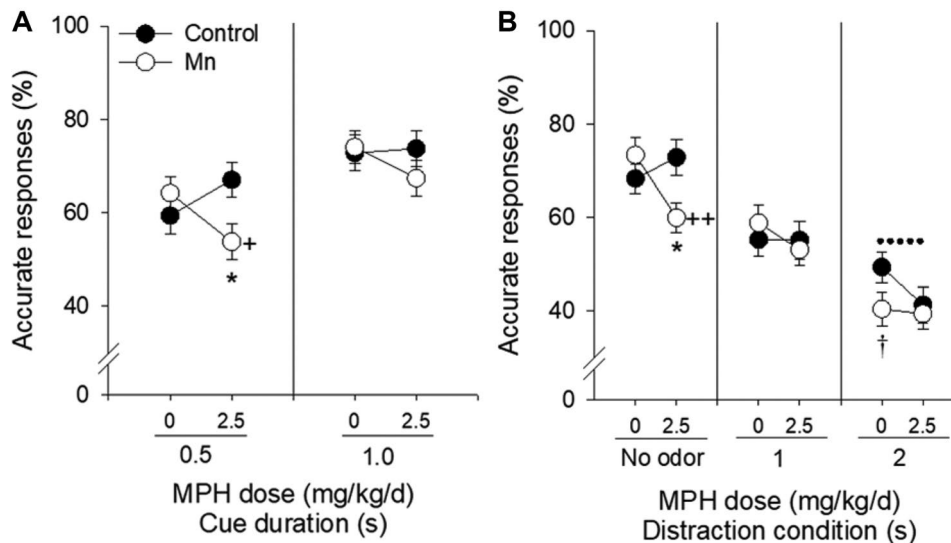 A
Control
Mn
Accurate responses (%)
100
80
60
40
0
+
*
0 2.5 0 2.5
0.5 1.0
MPH dose (mg/kg/d)
Cue duration (s)
B
Accurate responses (%)
100
80
60
40
0
++
*
•••••
†
0 2.5 0 2.5 0 2.5
No odor 1 2
MPH dose (mg/kg/d)
Distraction condition (s)